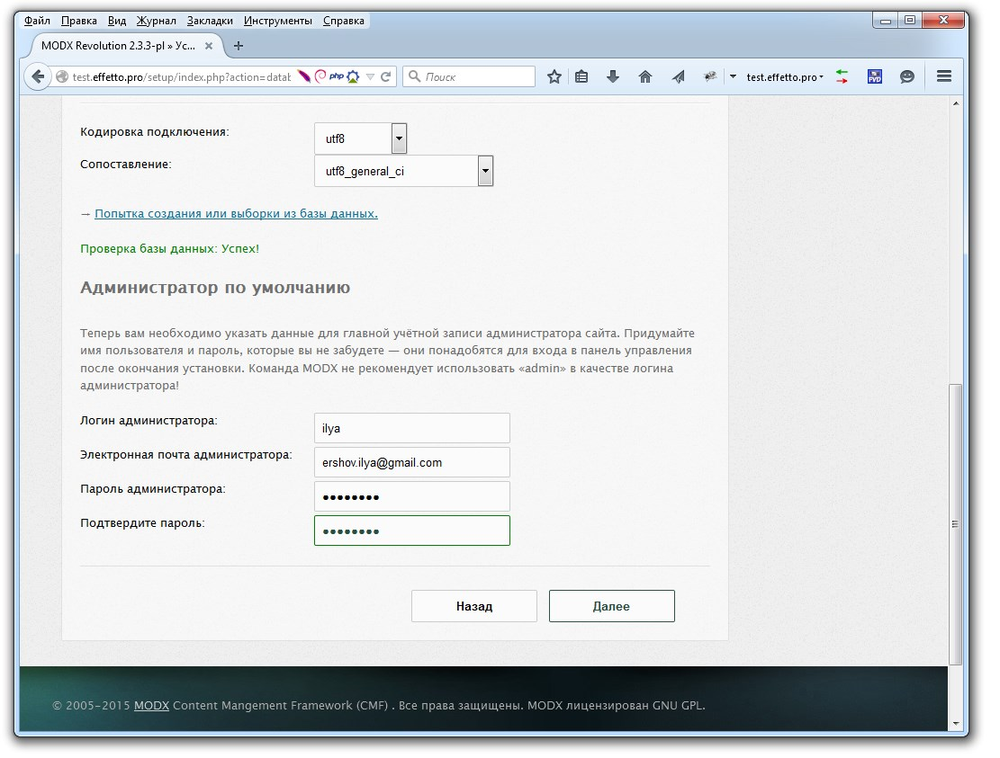 Файл Правка Вид Журнал Закладки Инструменты Справка
MODX Revolution 2.3.3-pl » Ус...
test.effetto.pro/setup/index.php?action=datab
php
Поиск
test.effetto.pro
FVD
Кодировка подключения:
utf8
Сопоставление:
utf8_general_ci
→ Попытка создания или выборки из базы данных.
Проверка базы данных: Успех!
Администратор по умолчанию
Теперь вам необходимо указать данные для главной учётной записи администратора сайта. Придумайте
имя пользователя и пароль, которые вы не забудете — они понадобятся для входа в панель управления
после окончания установки. Команда MODX не рекомендует использовать «admin» в качестве логина
администратора!
Логин администратора:
ilya
Электронная почта администратора:
ershov.ilya@gmail.com
Пароль администратора:
●●●●●●●●
Подтвердите пароль:
●●●●●●●●
Назад Далее
© 2005-2015 MODX Content Mangement Framework (CMF) . Все права защищены. MODX лицензирован GNU GPL.